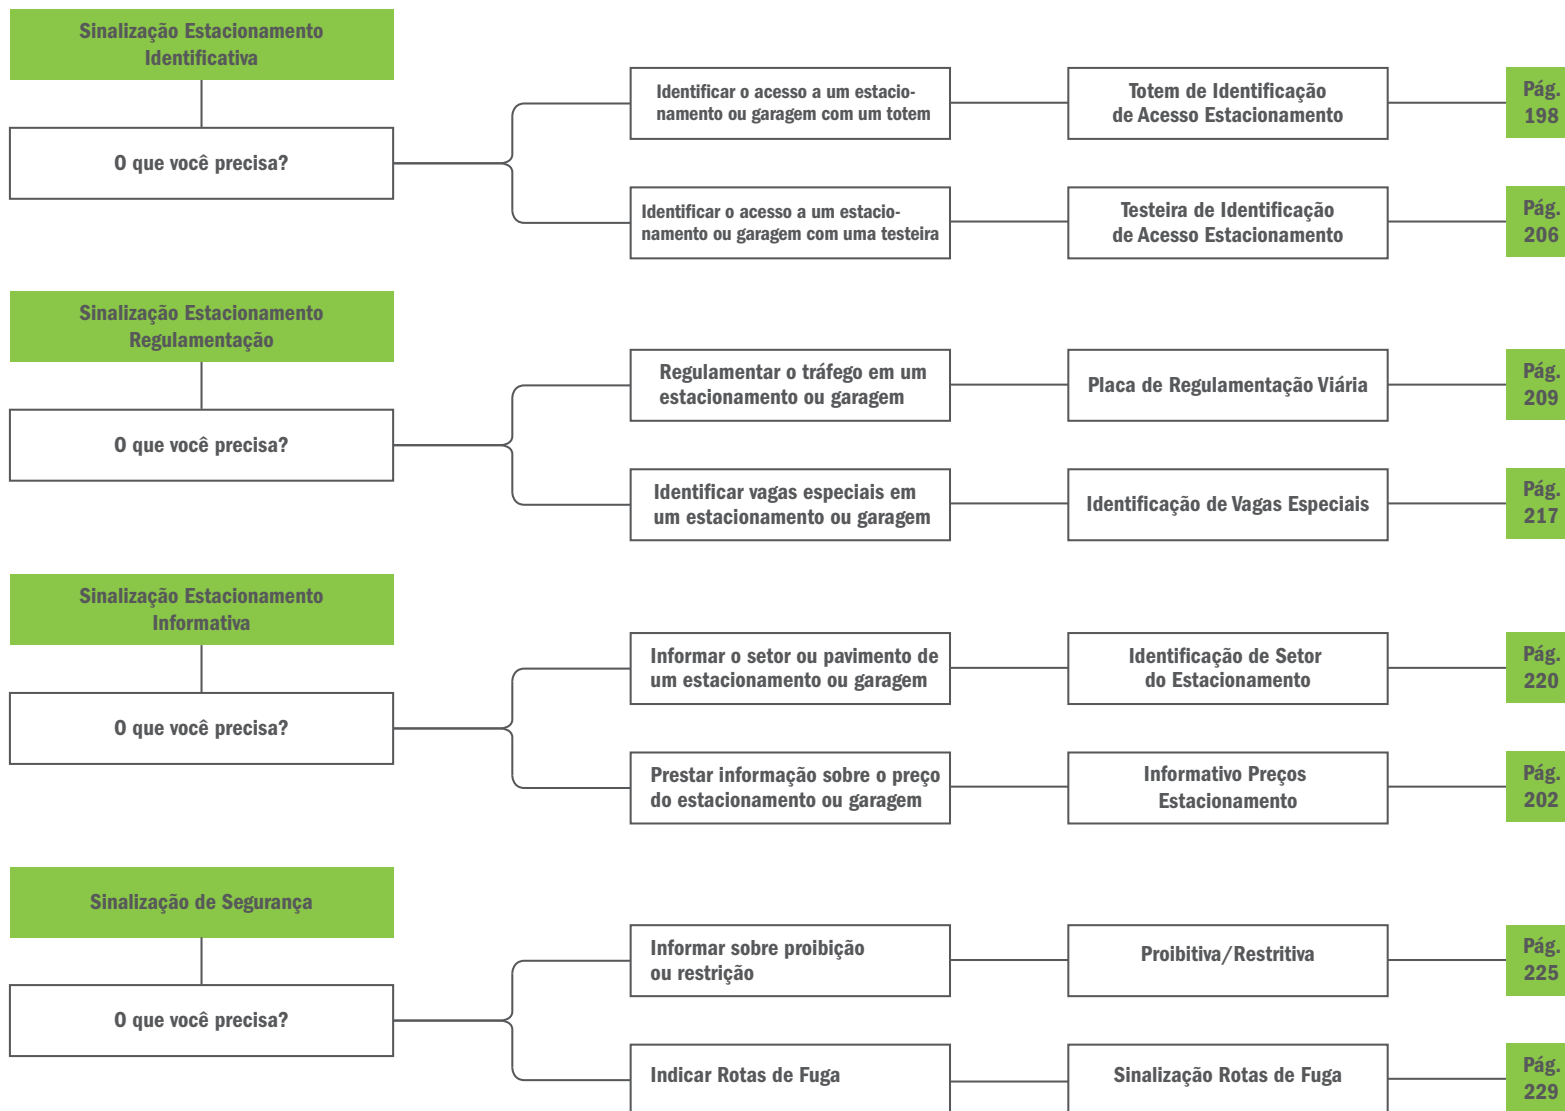 Sinalização Estacionamento
Identificativa
O que você precisa?
Identificar o acesso a um estacio-
namento ou garagem com um totem
Totem de Identificação
de Acesso Estacionamento
Pág.
198
Identificar o acesso a um estacio-
namento ou garagem com uma testeira
Testeira de Identificação
de Acesso Estacionamento
Pág.
206
Sinalização Estacionamento
Regulamentação
O que você precisa?
Regulamentar o tráfego em um
estacionamento ou garagem
Placa de Regulamentação Viária
Pág.
209
Identificar vagas especiais em
um estacionamento ou garagem
Identificação de Vagas Especiais
Pág.
217
Sinalização Estacionamento
Informativa
O que você precisa?
Informar o setor ou pavimento de
um estacionamento ou garagem
Identificação de Setor
do Estacionamento
Pág.
220
Prestar informação sobre o preço
do estacionamento ou garagem
Informativo Preços
Estacionamento
Pág.
202
Sinalização de Segurança
O que você precisa?
Informar sobre proibição
ou restrição
Proibitiva/Restritiva
Pág.
225
Indicar Rotas de Fuga
Sinalização Rotas de Fuga
Pág.
229